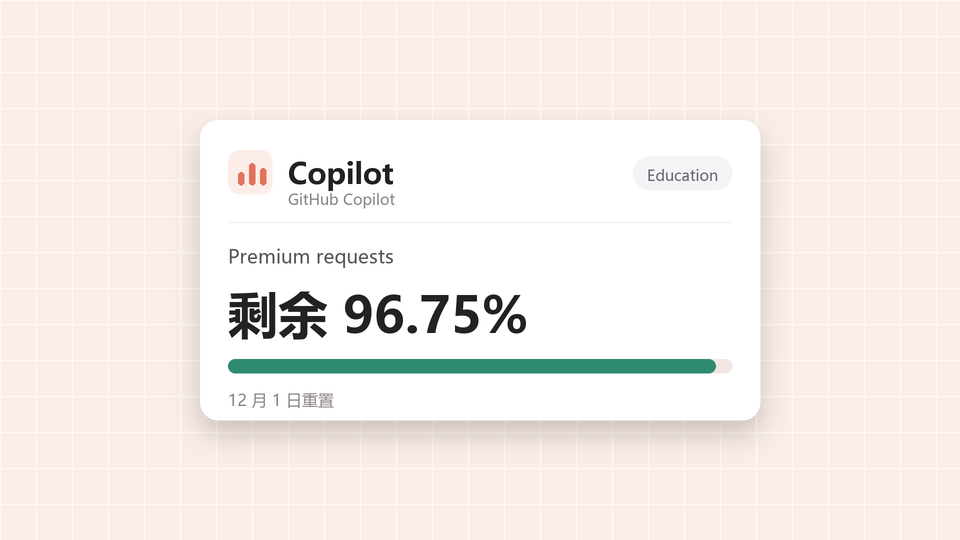 Copilot
GitHub Copilot
Education
Premium requests
剩余 96.75%
12 月 1 日重置